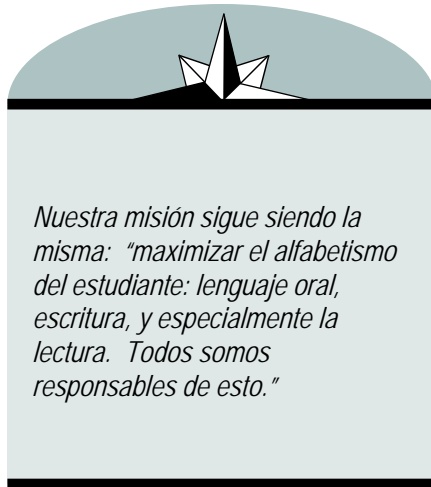 Nuestra misión sigue siendo la
misma:  "maximizar el alfabetismo
del estudiante: lenguaje oral,
escritura, y especialmente la
lectura.  Todos somos
responsables de esto."